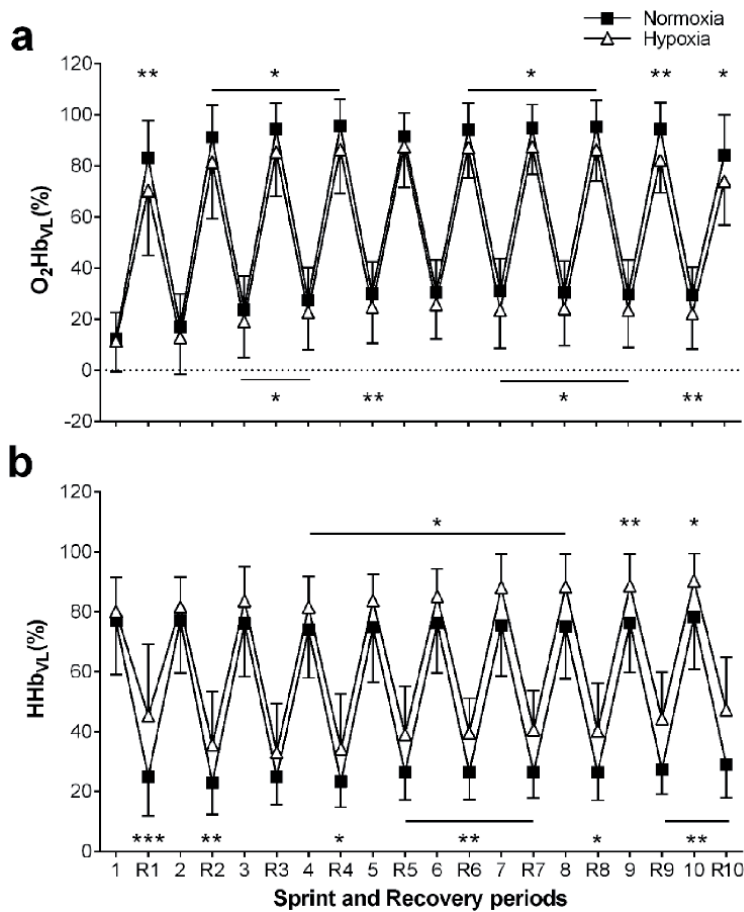 Normoxia
Hypoxia
a
120
100
80
60
40
20
0
-20
O₂HbVL(%)
** * * ** *
* ** * **
b
120
100
80
60
40
20
0
HHbVL(%)
* ** *
*** ** * ** * **
1 R1 2 R2 3 R3 4 R4 5 R5 6 R6 7 R7 8 R8 9 R9 10 R10
Sprint and Recovery periods